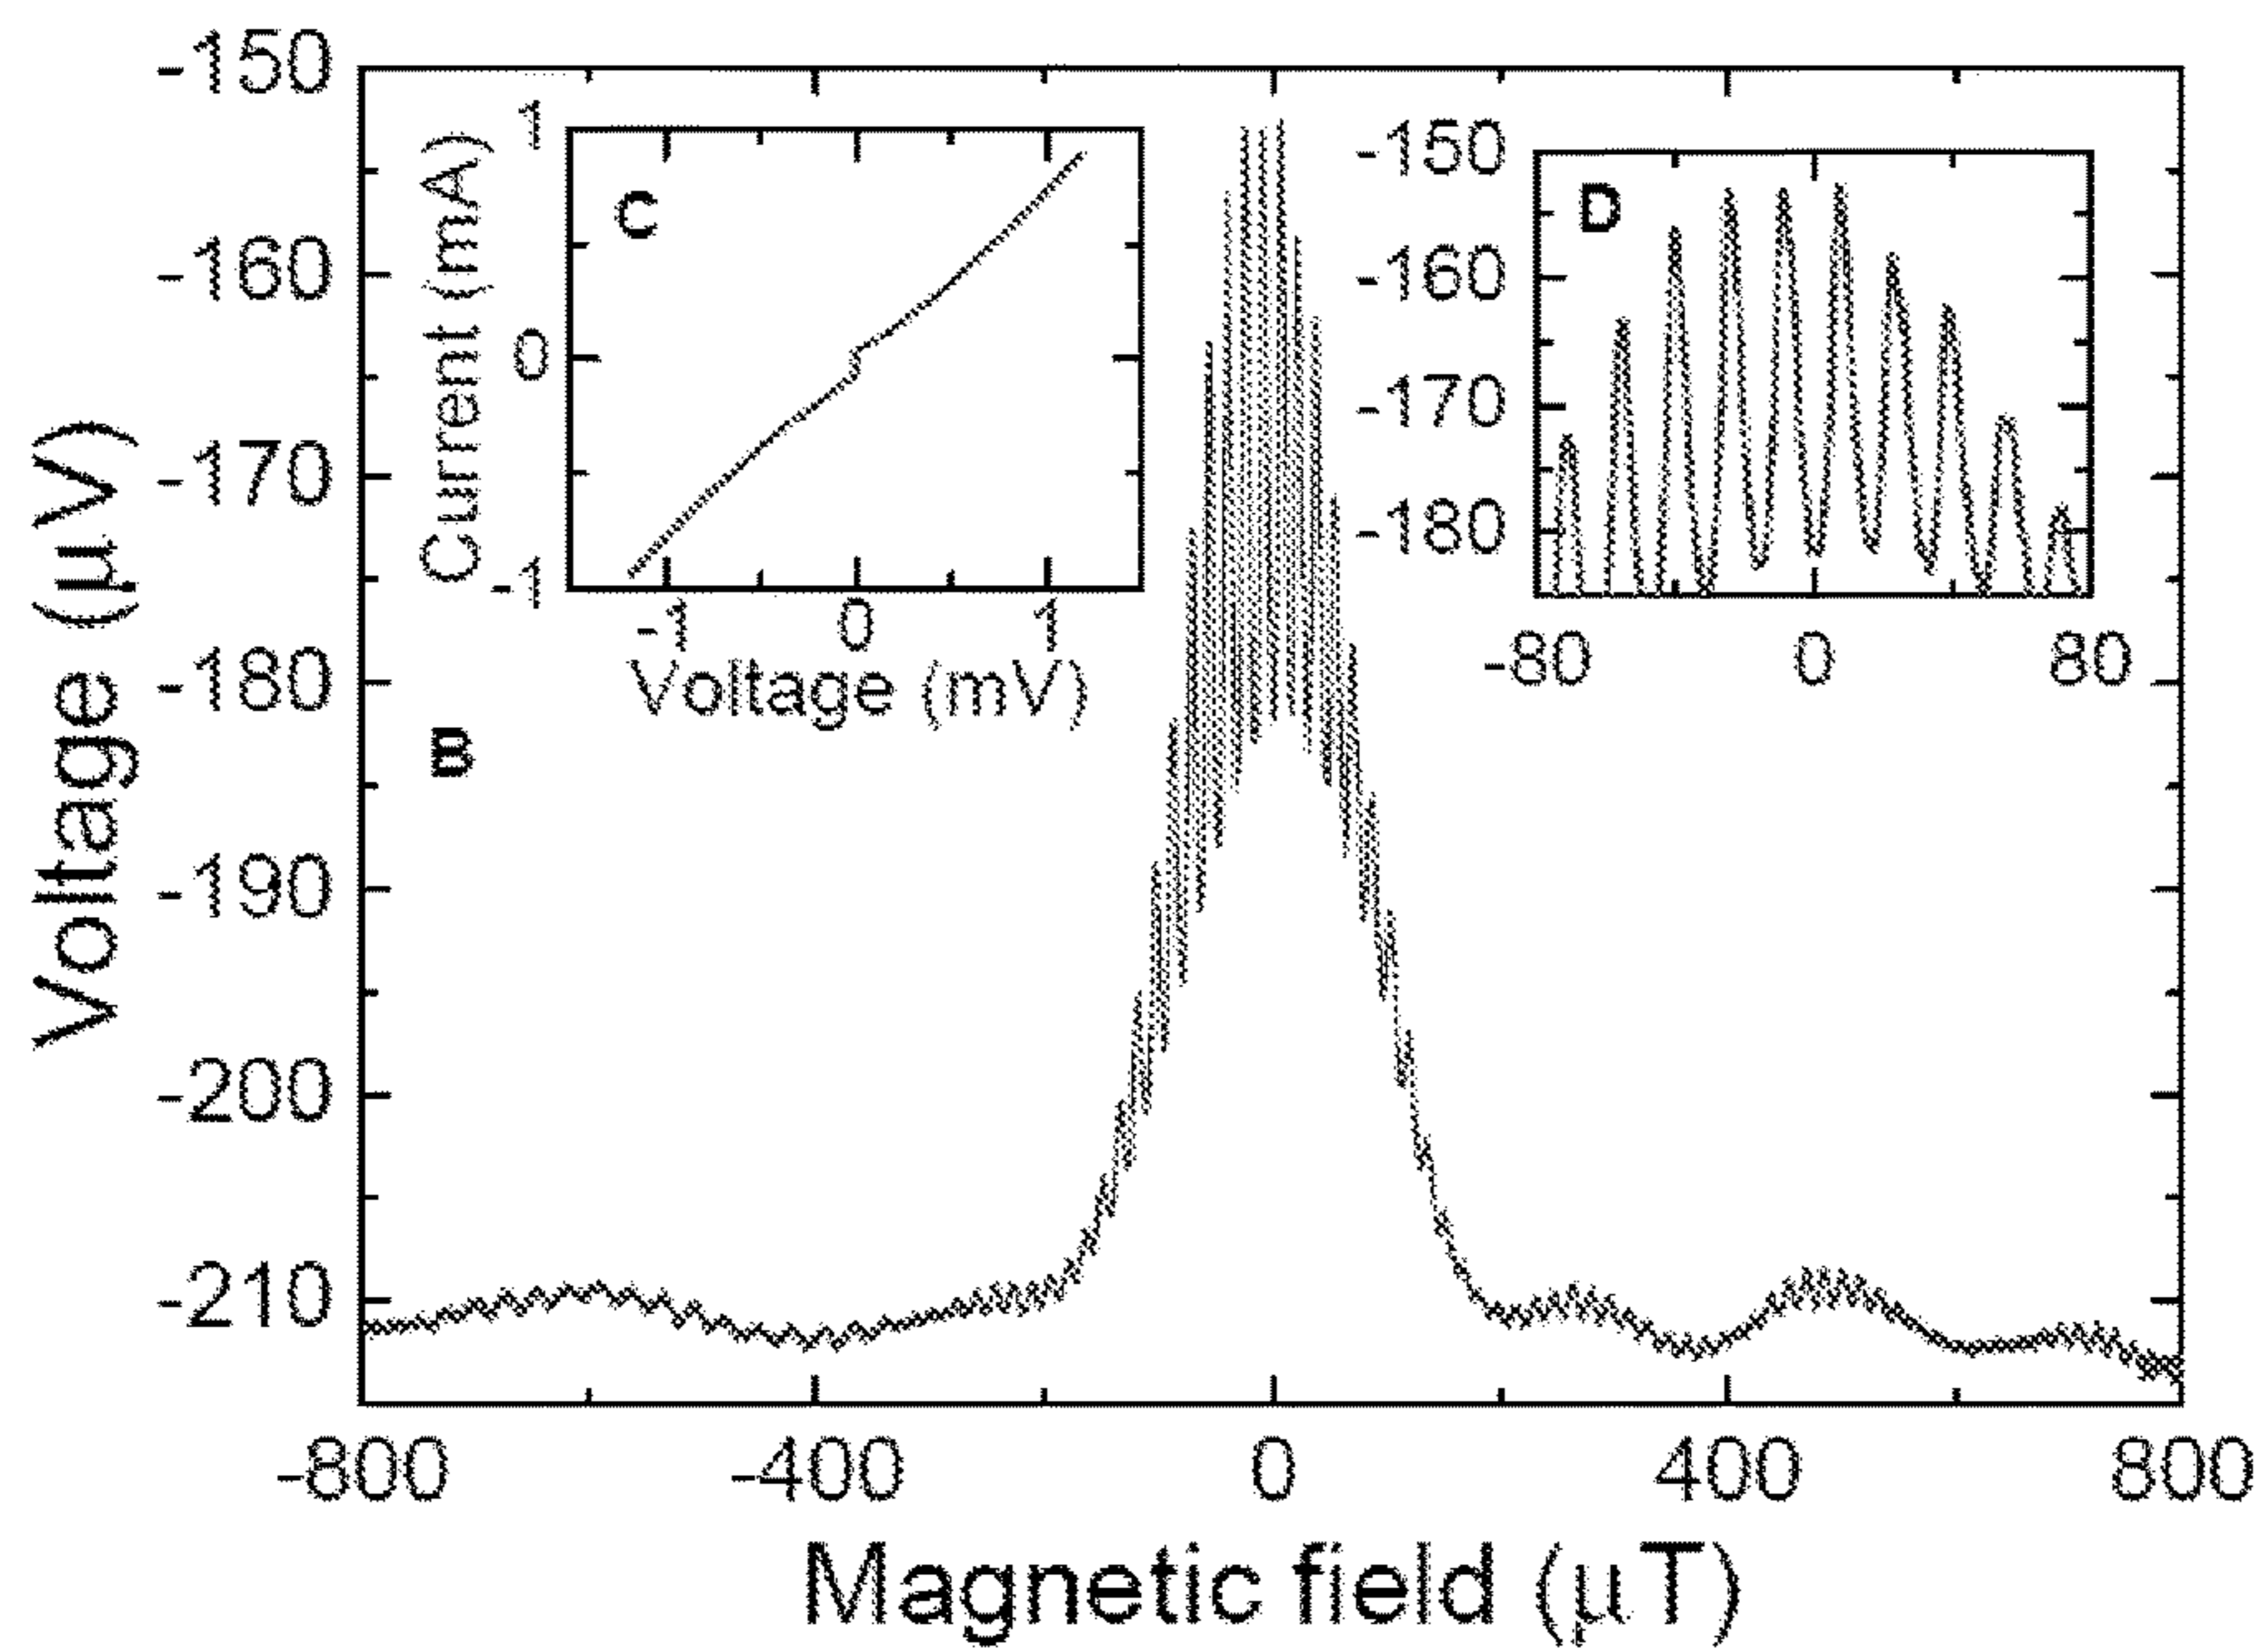 Voltage (µV)
-150
-160
-170
-180
-190
-200
-210
B
Current (mA)
1
0
-1
C
-1 0 1
Voltage (mV)
-150
-160
-170
-180
D
-80 0 80
-800 -400 0 400 800
Magnetic field (µT)